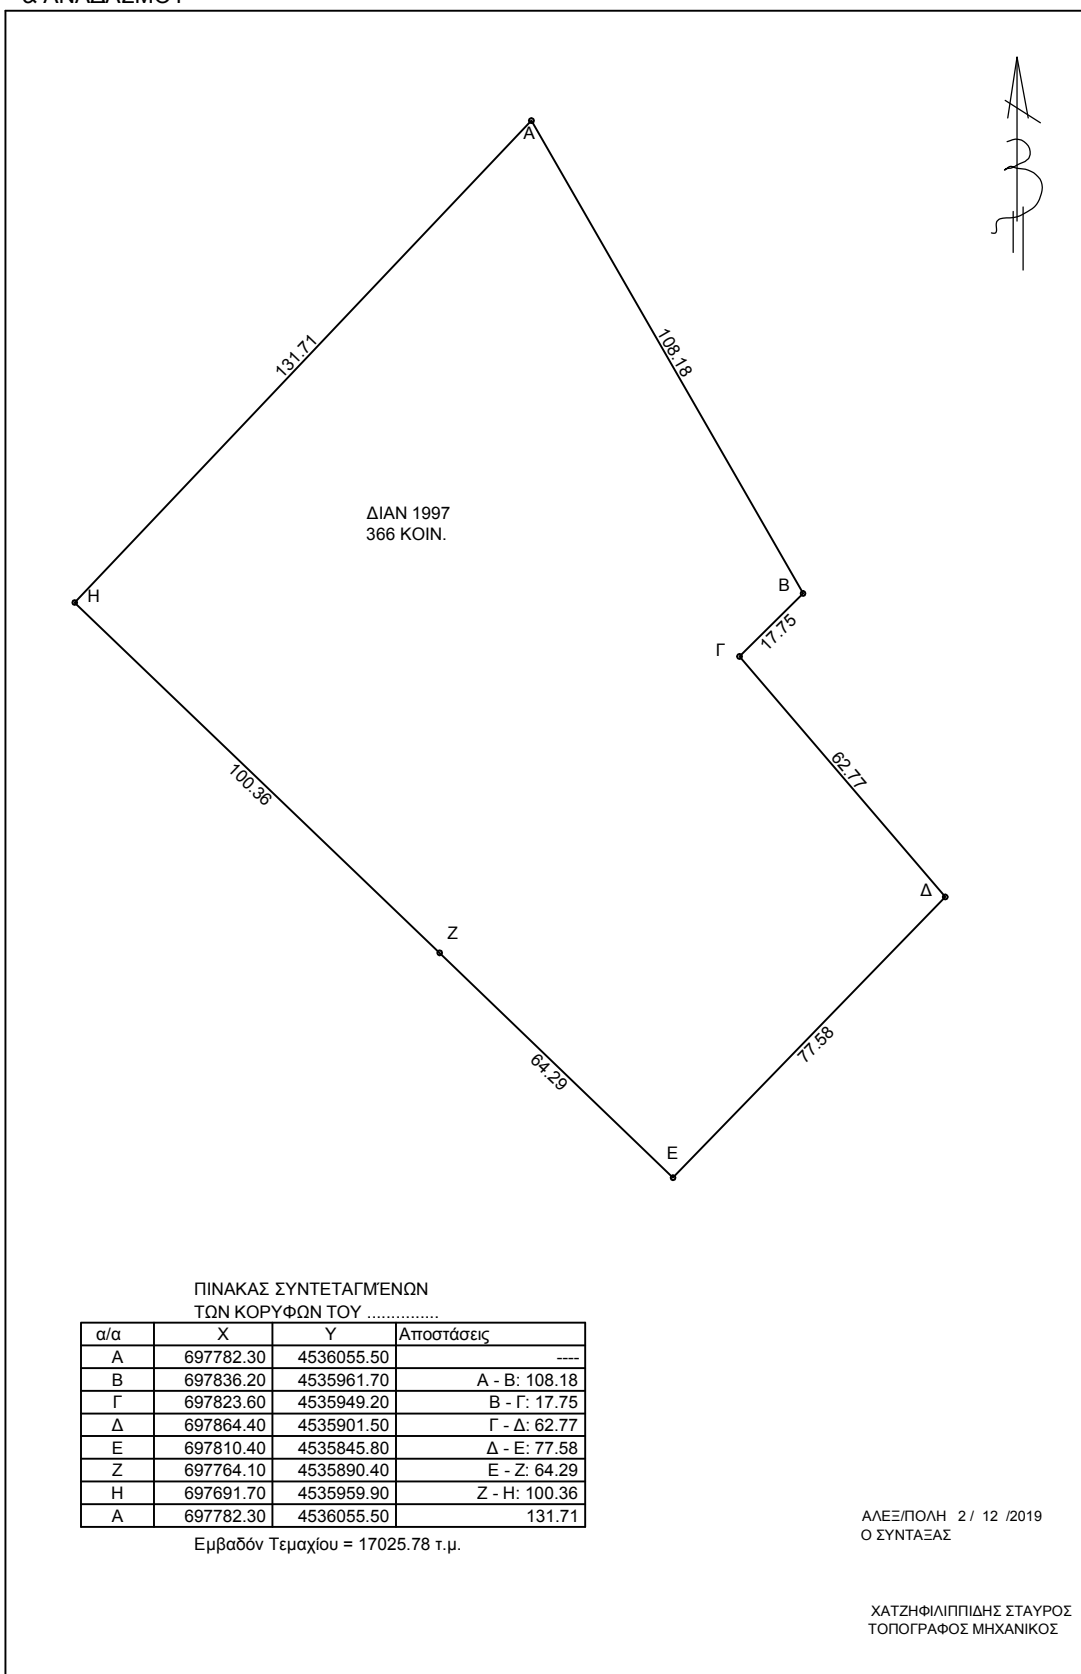 A
131.71
108.18
ΔΙΑΝ 1997
366 ΚΟΙΝ.
B
H
17.75
Γ
62.77
100.36
Δ
Z
77.58
64.29
E
ΠΙΝΑΚΑΣ ΣΥΝΤΕΤΑΓΜΈΝΩΝ
ΤΩΝ ΚΟΡΥΦΩΝ ΤΟΥ ...............
α/α X Y Αποστάσεις
A 697782.30 4536055.50 ----
B 697836.20 4535961.70 A - B: 108.18
Γ 697823.60 4535949.20 B - Γ: 17.75
Δ 697864.40 4535901.50 Γ - Δ: 62.77
E 697810.40 4535845.80 Δ - E: 77.58
Z 697764.10 4535890.40 E - Z: 64.29
H 697691.70 4535959.90 Z - H: 100.36
A 697782.30 4536055.50 131.71
Εμβαδόν Τεμαχίου = 17025.78 τ.μ.
ΑΛΕΞ/ΠΟΛΗ 2 / 12 /2019
Ο ΣΥΝΤΑΞΑΣ
ΧΑΤΖΗΦΙΛΙΠΠΙΔΗΣ ΣΤΑΥΡΟΣ
ΤΟΠΟΓΡΑΦΟΣ ΜΗΧΑΝΙΚΟΣ